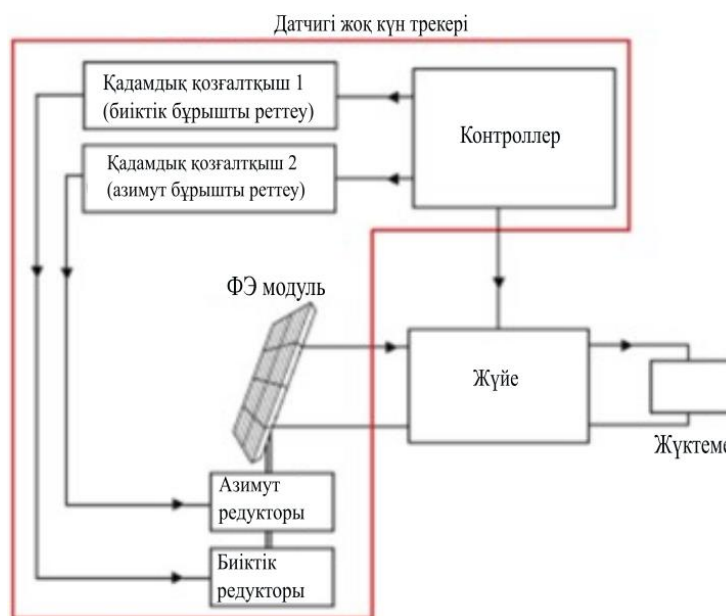 Датчигі жоқ күн трекері
Қадамдық қозғалтқыш 1
(биіктік бұрышты реттеу)
Контроллер
Қадамдық қозғалтқыш 2
(азимут бұрышты реттеу)
ФЭ модуль
Жүйе
Жүктеме
Азимут
редукторы
Биіктік
редукторы